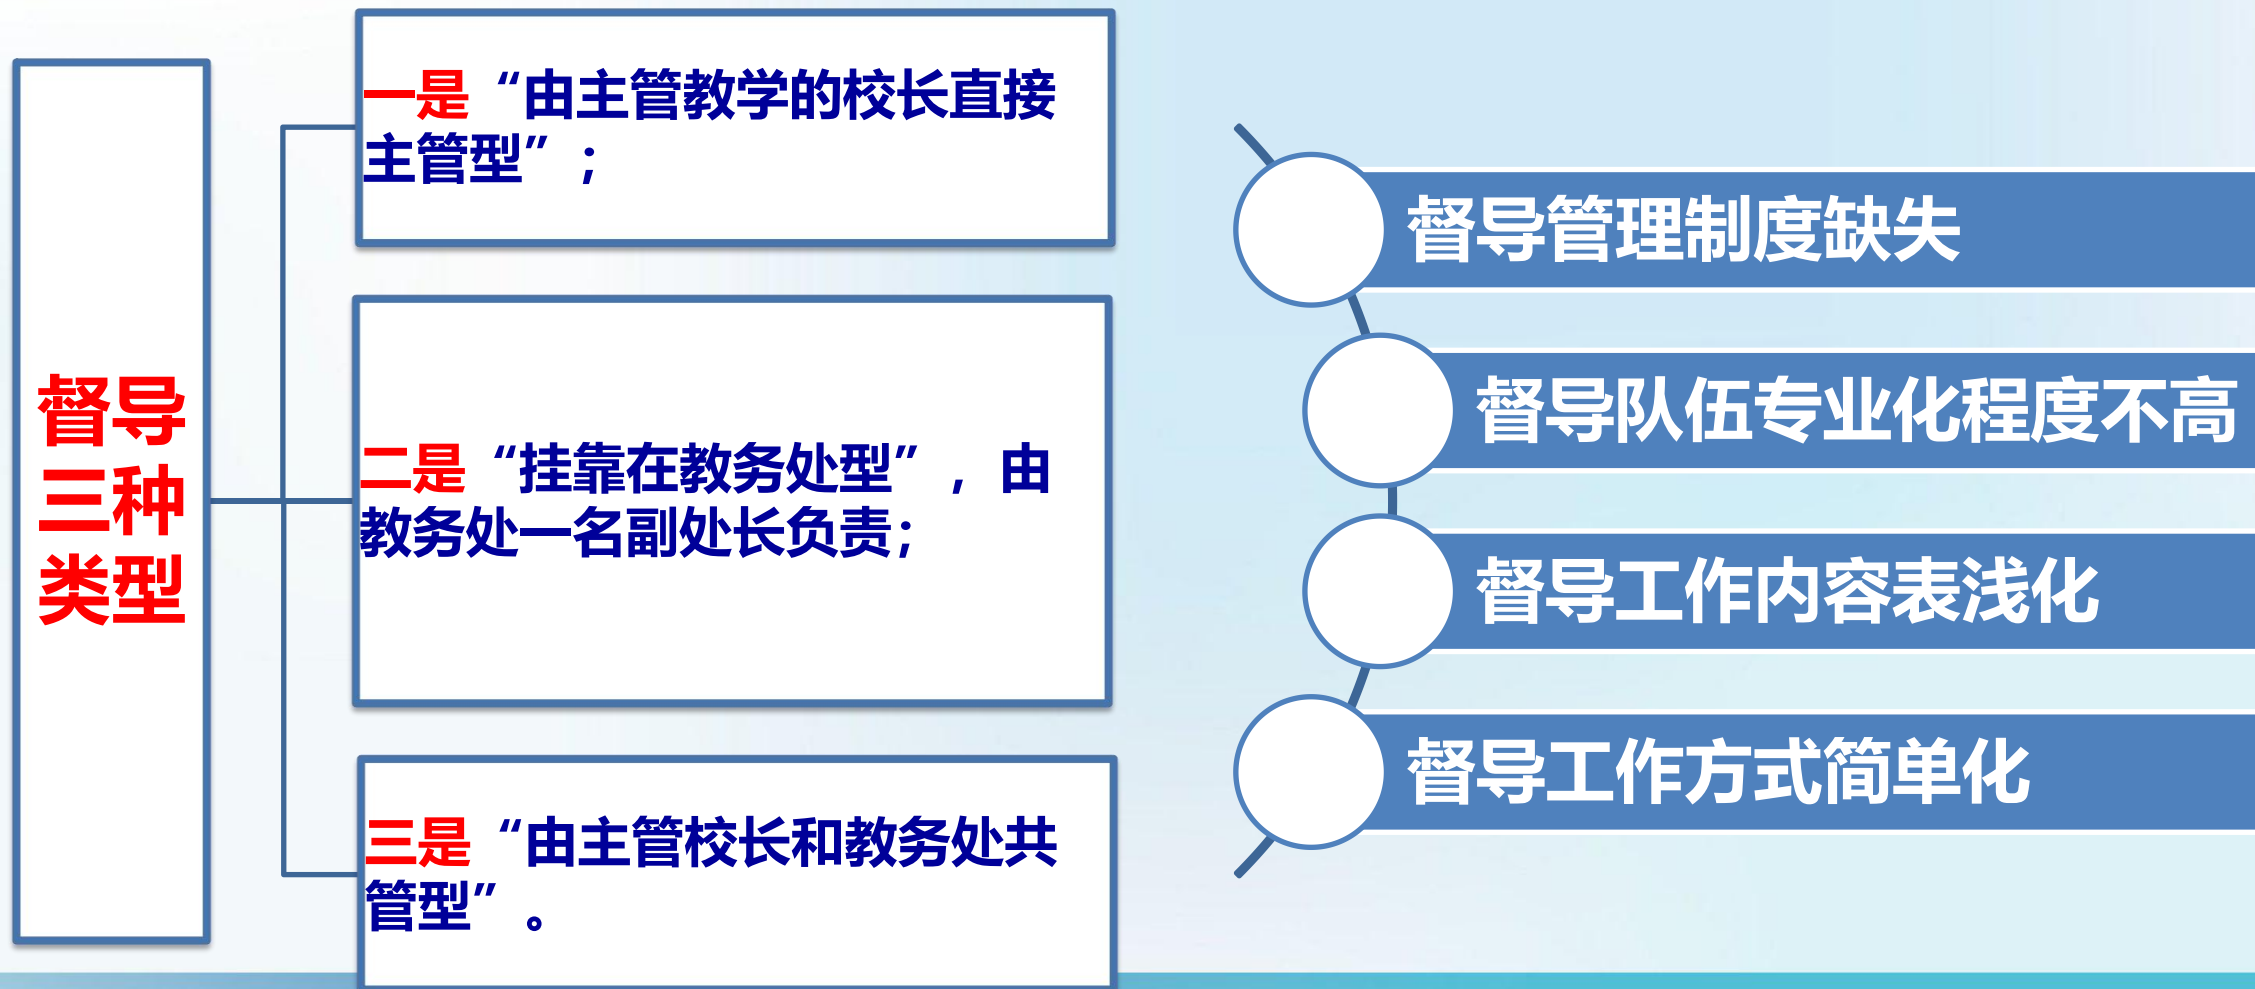 督导
三种
类型
一是“由主管教学的校长直接
主管型”；
二是“挂靠在教务处型”，由
教务处一名副处长负责；
三是“由主管校长和教务处共
管型”。
督导管理制度缺失
督导队伍专业化程度不高
督导工作内容表浅化
督导工作方式简单化